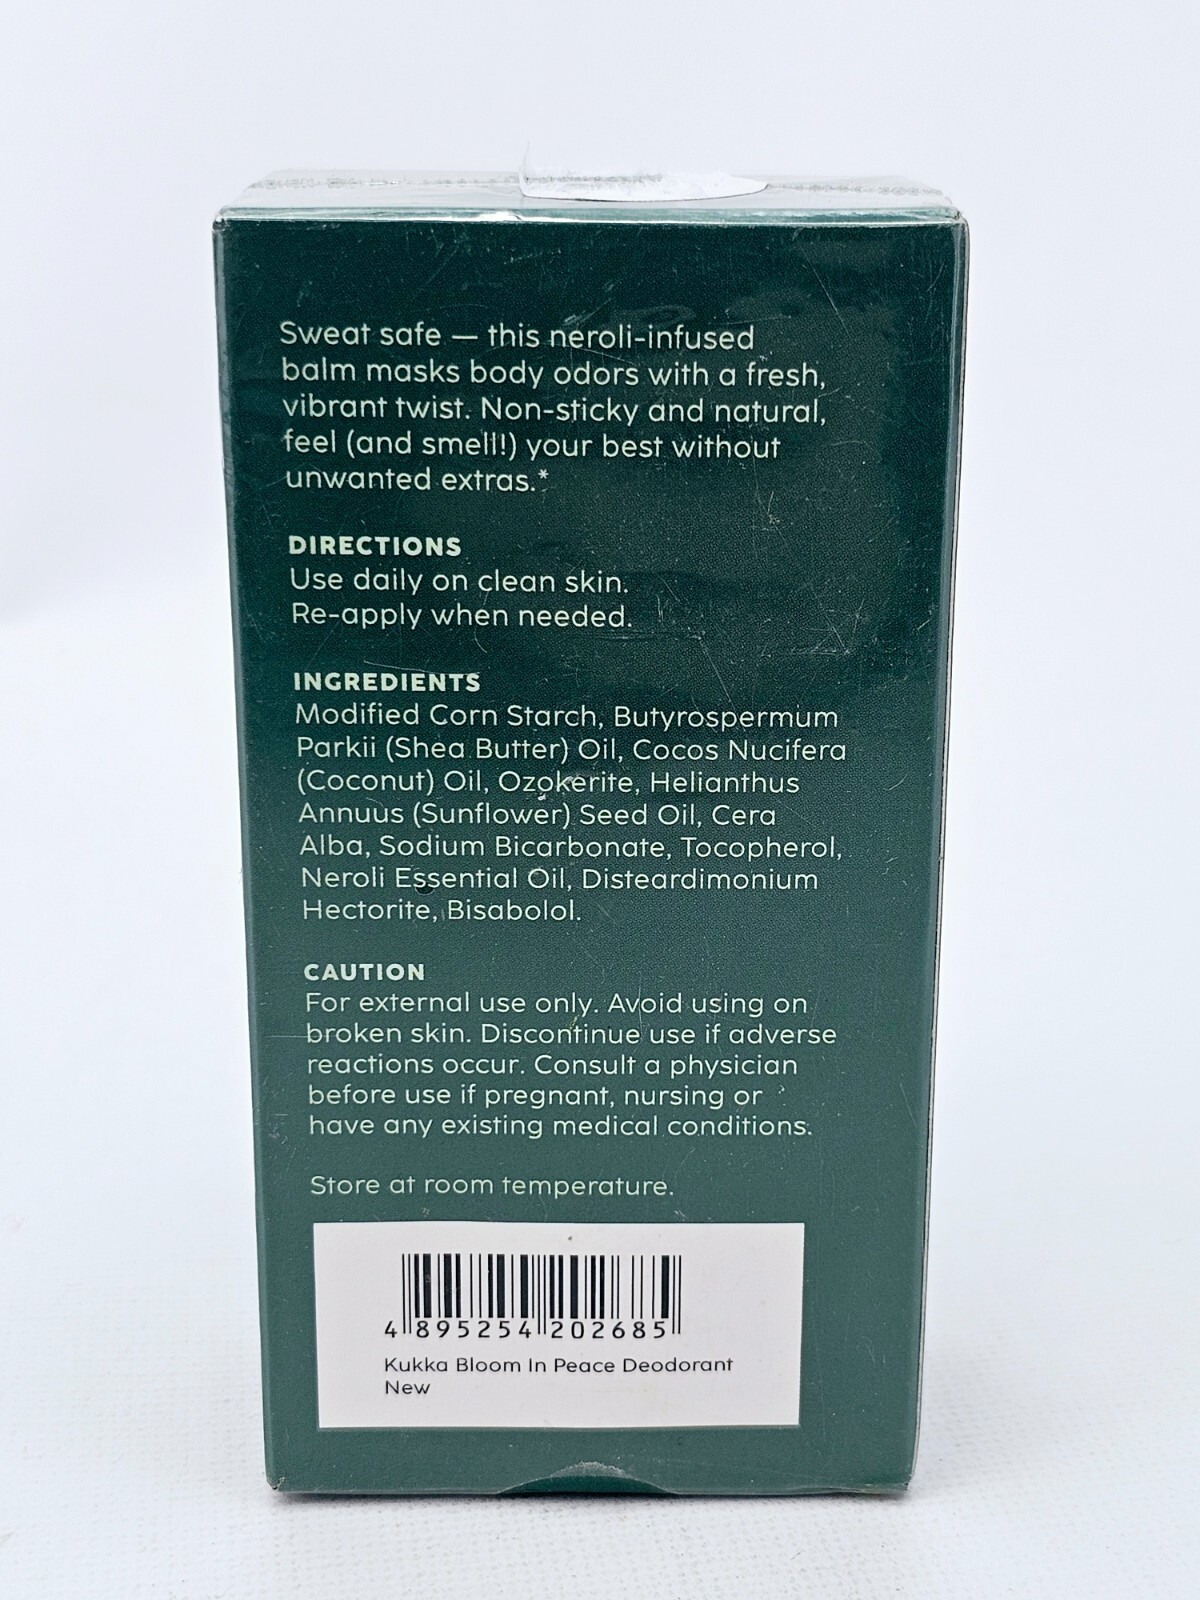 Sweat safe — this neroli-infused
balm masks body odors with a fresh,
vibrant twist. Non-sticky and natural,
feel (and smell!) your best without
unwanted extras.*
DIRECTIONS
Use daily on clean skin.
Re-apply when needed.
INGREDIENTS
Modified Corn Starch, Butyrospermum
Parkii (Shea Butter) Oil, Cocos Nucifera
(Coconut) Oil, Ozokerite, Helianthus
Annuus (Sunflower) Seed Oil, Cera
Alba, Sodium Bicarbonate, Tocopherol,
Neroli Essential Oil, Disteardimonium
Hectorite, Bisabolol.
CAUTION
For external use only. Avoid using on
broken skin. Discontinue use if adverse
reactions occur. Consult a physician
before use if pregnant, nursing or
have any existing medical conditions.
Store at room temperature.
4 895254 202685
Kukka Bloom In Peace Deodorant
New